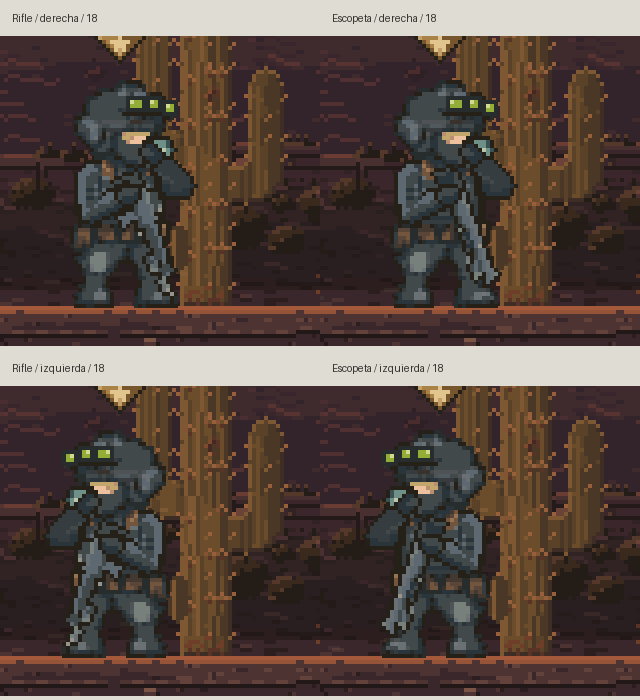 Rifle / derecha / 18
Escopeta / derecha / 18
Rifle / izquierda / 18
Escopeta / izquierda / 18